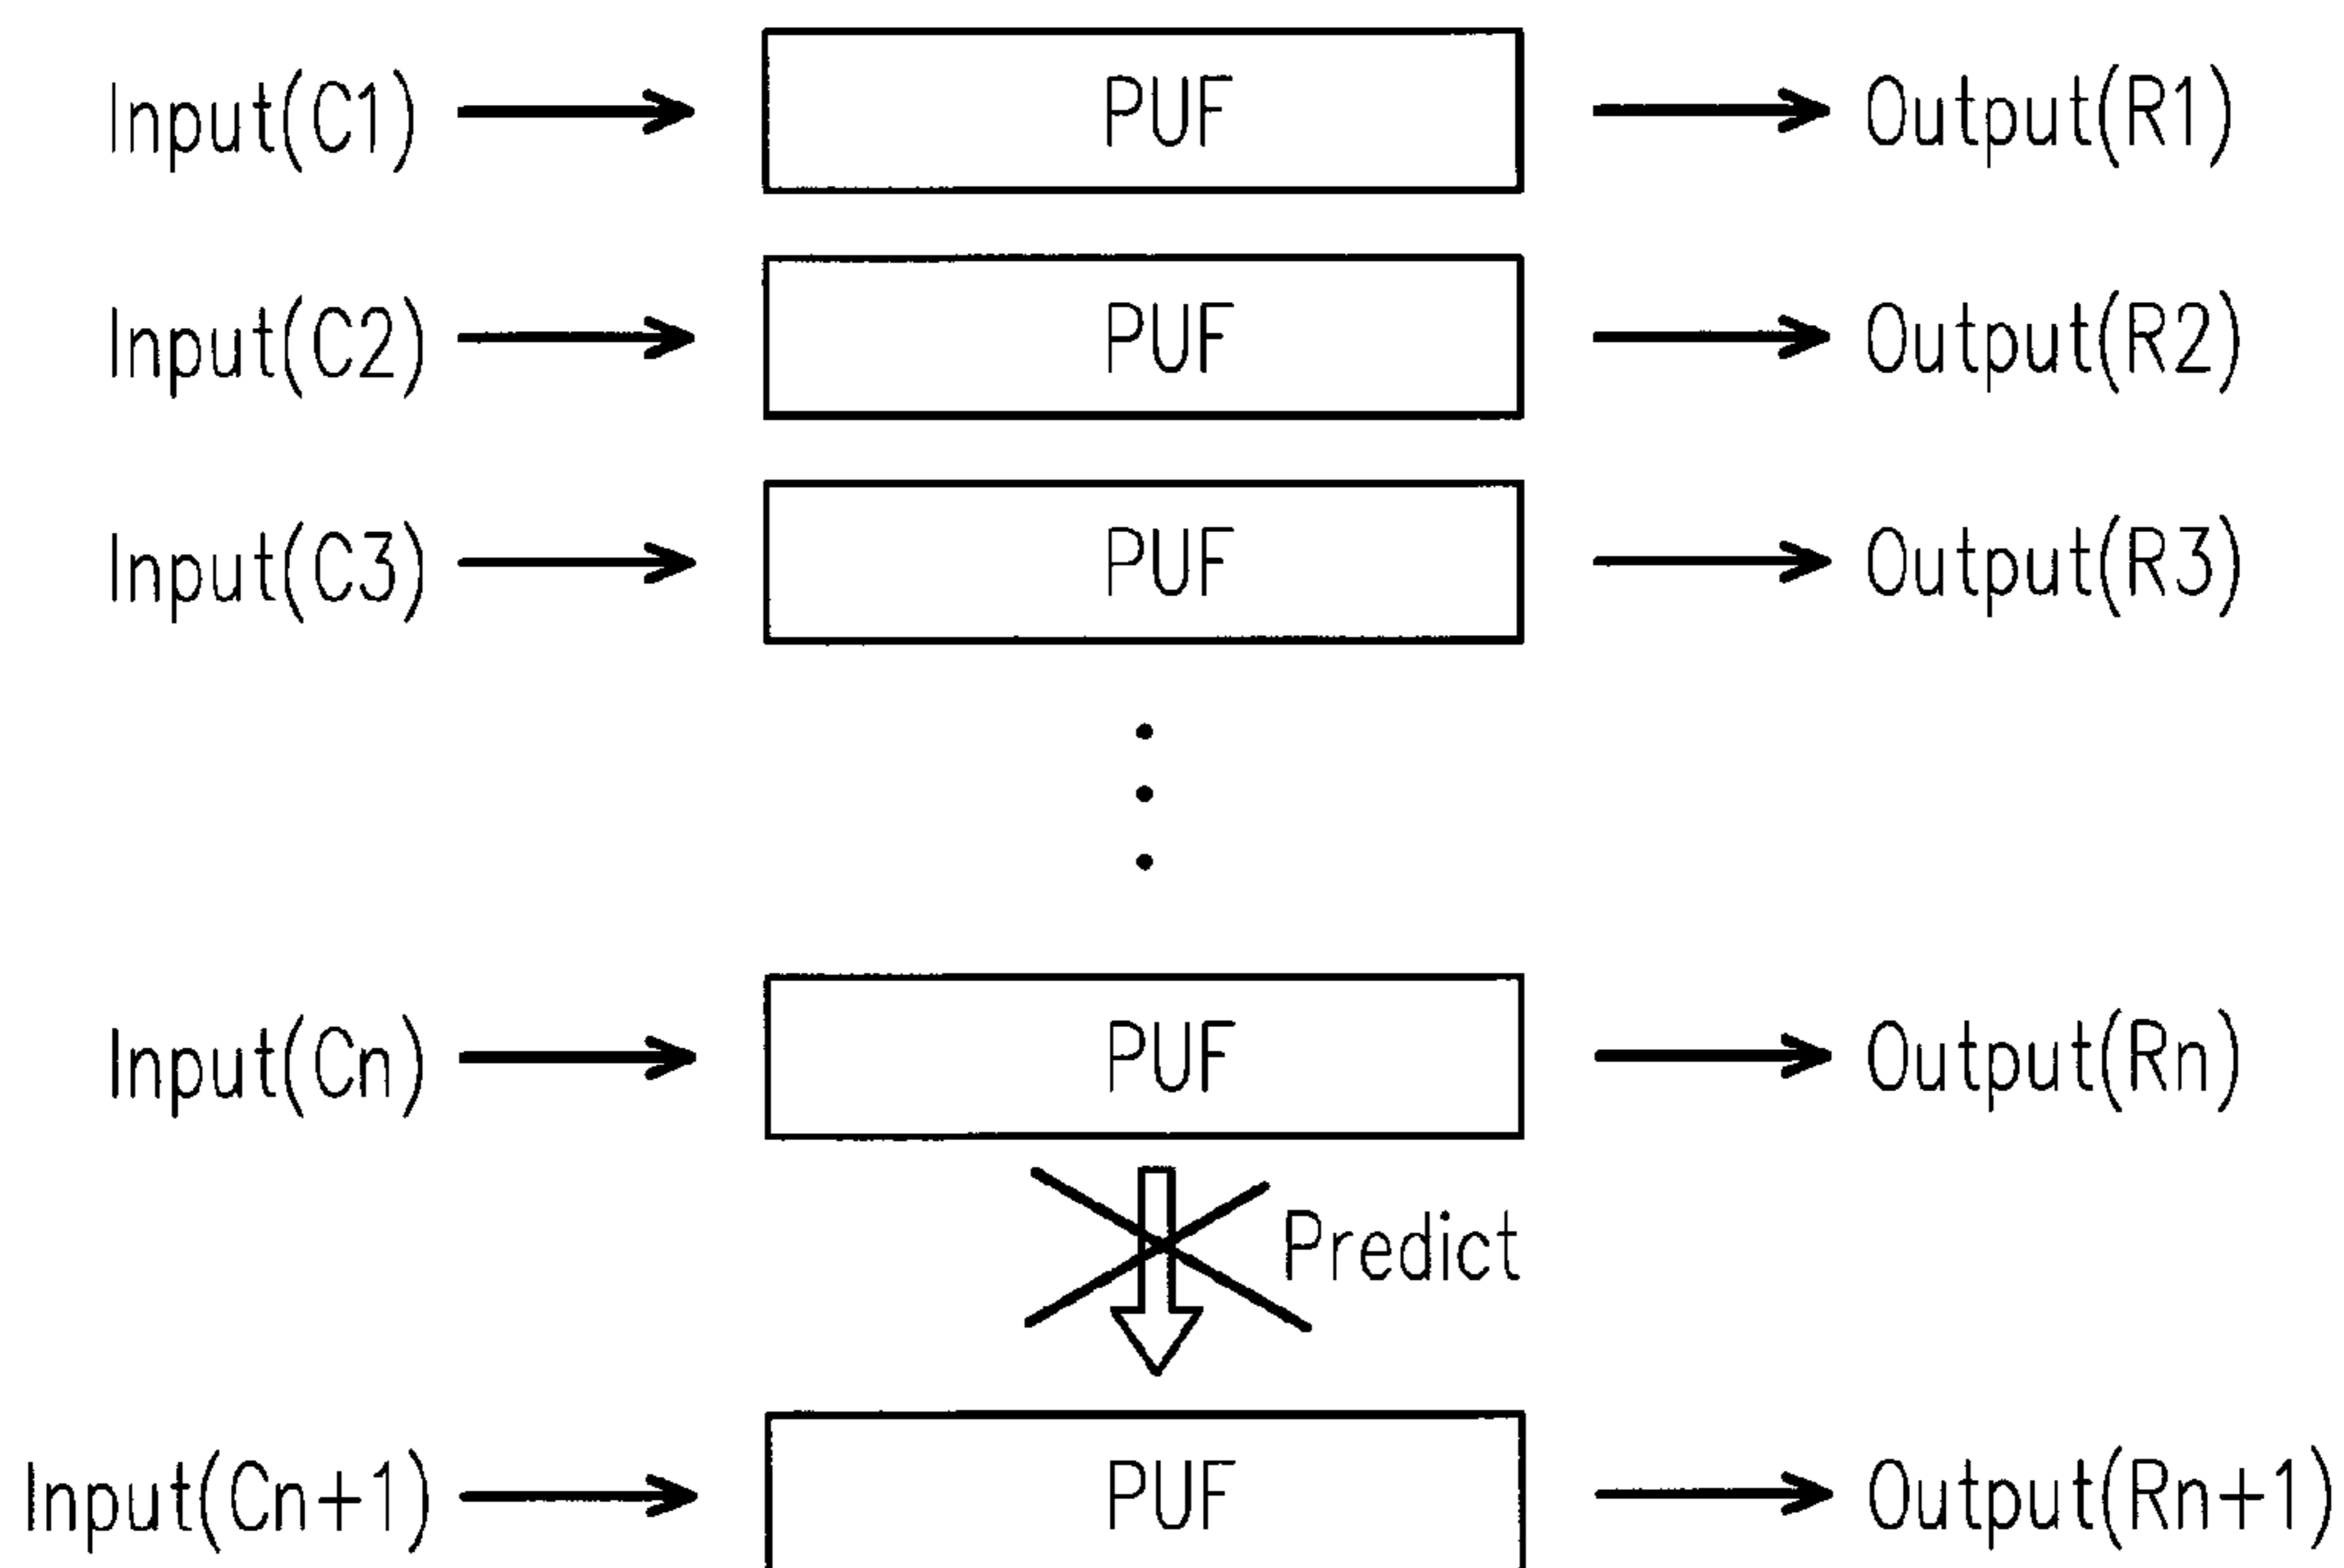 Input(C1) PUF Output(R1)
Input(C2) PUF Output(R2)
Input(C3) PUF Output(R3)
Input(Cn) PUF Output(Rn)
Predict
Input(Cn+1) PUF Output(Rn+1)